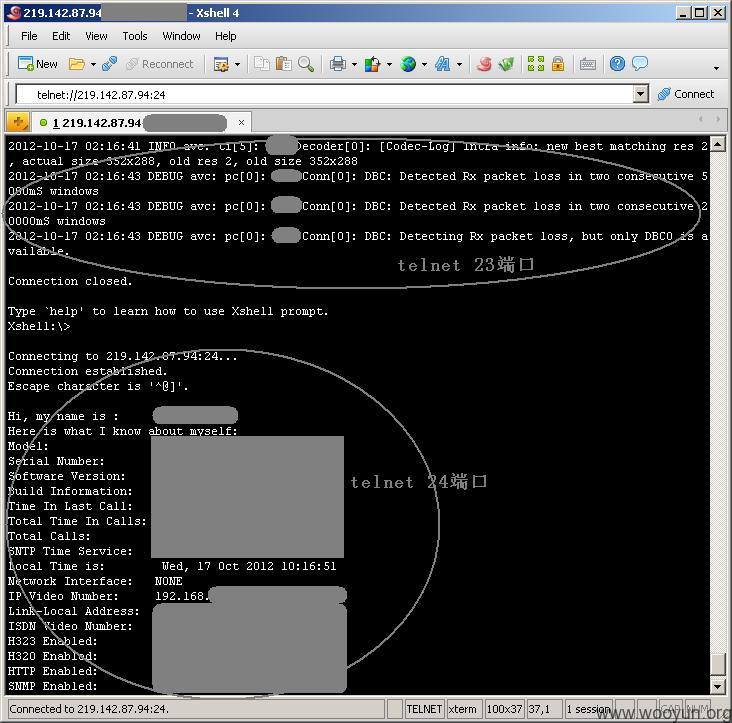 219.142.87.94 - Xshell 4
File Edit View Tools Window Help
New Reconnect
telnet://219.142.87.94:24 Connect
1 219.142.87.94
2012-10-17 02:16:41 INFO avc: ci[5]: Decoder[0]: [Codec-Log] Intra info: new best matching res 2
, actual size 352x288, old res 2, old size 352x288
2012-10-17 02:16:43 DEBUG avc: pc[0]: Conn[0]: DBC: Detected Rx packet loss in two consecutive 5
000mS windows
2012-10-17 02:16:43 DEBUG avc: pc[0]: Conn[0]: DBC: Detected Rx packet loss in two consecutive 2
0000mS windows
2012-10-17 02:16:43 DEBUG avc: pc[0]: Conn[0]: DBC: Detecting Rx packet loss, but only DBC0 is a
vailable.
telnet 23端口
Connection closed.
Type `help' to learn how to use Xshell prompt.
Xshell:\>
Connecting to 219.142.87.94:24...
Connection established.
Escape character is '^@]'.
Hi, my name is :
Here is what I know about myself:
Model:
Serial Number:
Software Version:
telnet 24端口
Build Information:
Time In Last Call:
Total Time In Calls:
Total Calls:
SNTP Time Service:
Local Time is: Wed, 17 Oct 2012 10:16:51
Network Interface: NONE
IP Video Number: 192.168.
Link-Local Address:
ISDN Video Number:
H323 Enabled:
H320 Enabled:
HTTP Enabled:
SNMP Enabled:
Connected to 219.142.87.94:24. TELNET xterm 100x37 37,1 1 session CAP NUM
www.wooyun.org